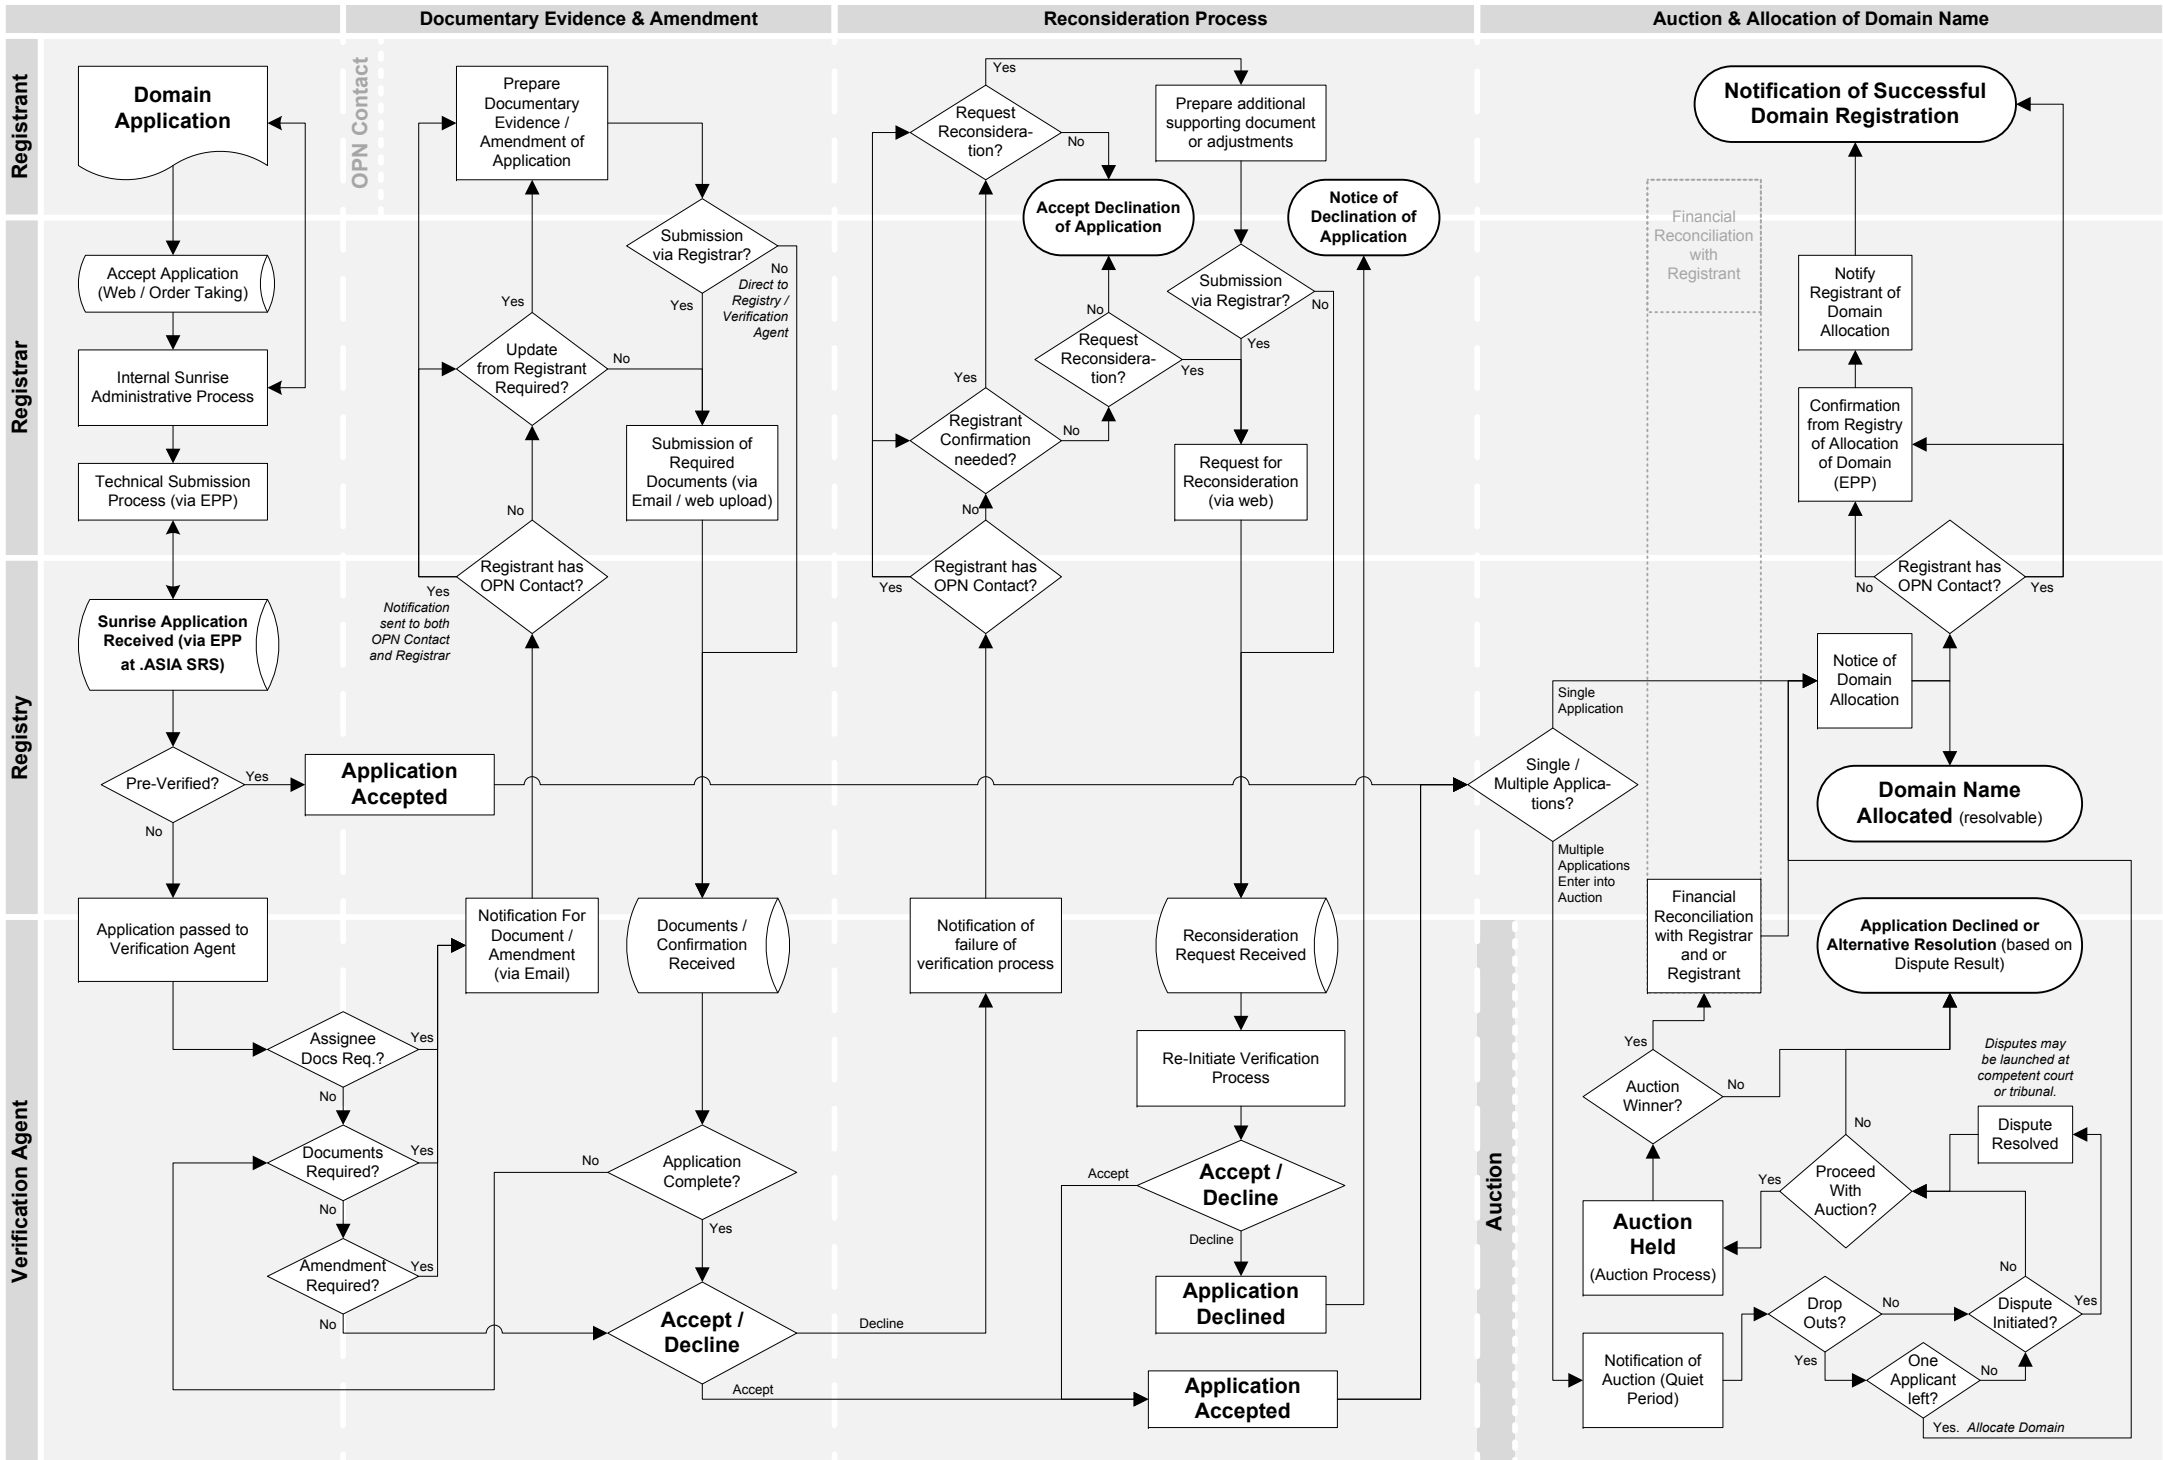 Documentary Evidence & Amendment
Reconsideration Process
Auction & Allocation of Domain Name
Registrant
Registrar
Registry
Verification Agent
OPN Contact
Auction
Domain
Application
Accept Application
(Web / Order Taking)
Internal Sunrise
Administrative Process
Technical Submission
Process (via EPP)
Sunrise Application
Received (via EPP
at .ASIA SRS)
Pre-Verified?
Yes
No
Application
Accepted
Application passed to
Verification Agent
Assignee
Docs Req.?
Yes
No
Documents
Required?
Yes
No
Amendment
Required?
Yes
No
Prepare
Documentary
Evidence /
Amendment of
Application
Submission
via Registrar?
No
Direct to
Registry /
Verification
Agent
Yes
Yes
Update
from Registrant
Required?
No
Submission of
Required
Documents (via
Email / web upload)
No
Registrant has
OPN Contact?
Yes
Notification
sent to both
OPN Contact
and Registrar
Notification For
Document /
Amendment
(via Email)
Documents /
Confirmation
Received
No
Application
Complete?
Yes
Accept /
Decline
Decline
Accept
Yes
Request
Reconsidera-
tion?
No
Prepare additional
supporting document
or adjustments
Accept Declination
of Application
Notice of
Declination of
Application
Submission
via Registrar?
No
Yes
No
Request
Reconsidera-
tion?
Yes
Yes
Registrant
Confirmation
needed?
No
Request for
Reconsideration
(via web)
No
Registrant has
OPN Contact?
Yes
Notification of
failure of
verification process
Reconsideration
Request Received
Re-Initiate Verification
Process
Accept
Accept /
Decline
Decline
Application
Declined
Application
Accepted
Notification of Successful
Domain Registration
Financial
Reconciliation
with
Registrant
Notify
Registrant of
Domain
Allocation
Confirmation
from Registry
of Allocation
of Domain
(EPP)
Registrant has
OPN Contact?
No
Yes
Notice of
Domain
Allocation
Single
Application
Single /
Multiple Applica-
tions?
Multiple
Applications
Enter into
Auction
Domain Name
Allocated (resolvable)
Financial
Reconciliation
with Registrar
and or
Registrant
Application Declined or
Alternative Resolution (based on
Dispute Result)
Yes
Auction
Winner?
No
Disputes may
be launched at
competent court
or tribunal.
Dispute
Resolved
No
Proceed
With
Auction?
Yes
Auction
Held
(Auction Process)
No
Drop
Outs?
No
Yes
Dispute
Initiated?
Yes
Notification of
Auction (Quiet
Period)
One
Applicant
left?
No
Yes. Allocate Domain